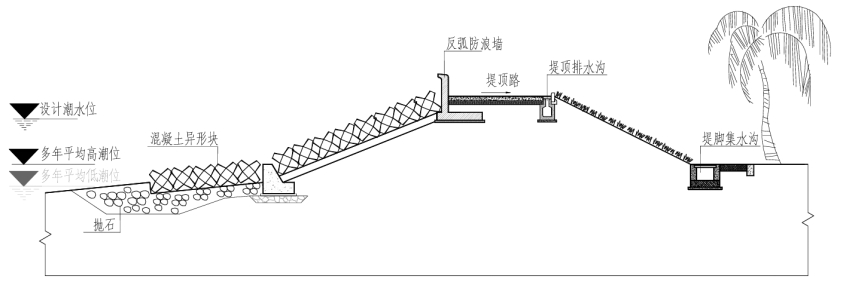 反弧防浪墙
堤顶路
堤顶排水沟
设计潮水位
混凝土异形块
堤脚集水沟
多年平均高潮位
多年平均低潮位
抛石